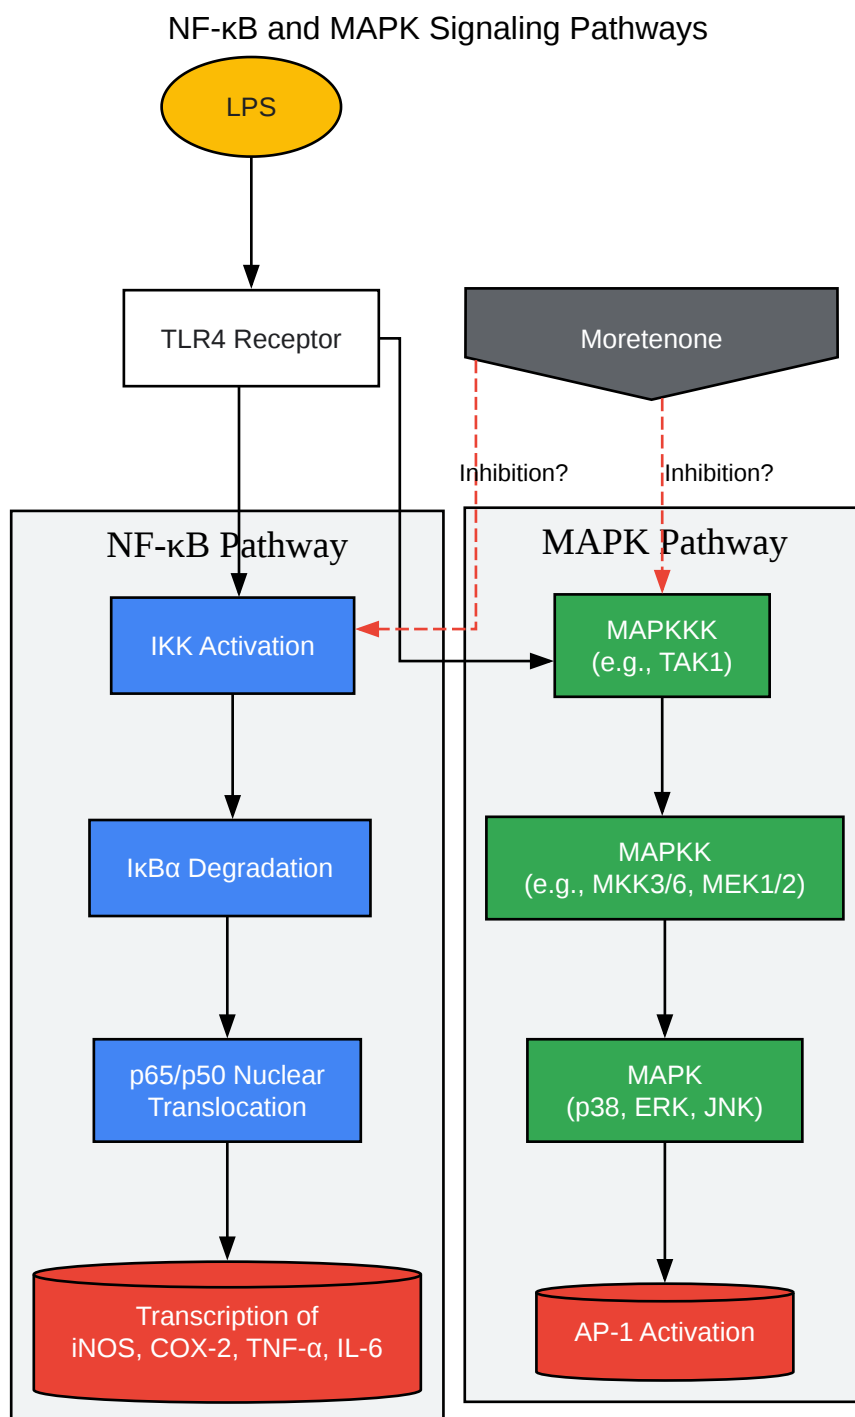 NF-κB and MAPK Signaling Pathways
LPS
TLR4 Receptor
Moretenone
Inhibition?
Inhibition?
NF-κB Pathway
MAPK Pathway
IKK Activation
MAPKKK
(e.g., TAK1)
IκBα Degradation
MAPKK
(e.g., MKK3/6, MEK1/2)
p65/p50 Nuclear
Translocation
MAPK
(p38, ERK, JNK)
Transcription of
iNOS, COX-2, TNF-α, IL-6
AP-1 Activation